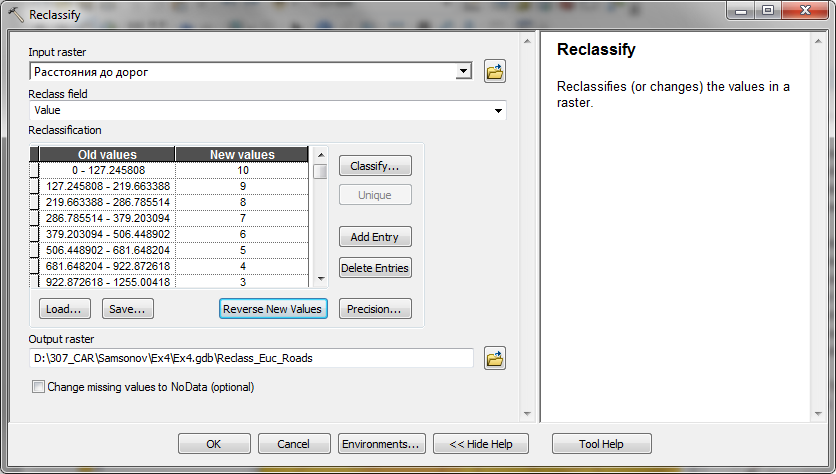 Reclassify
Input raster
Расстояния до дорог
Reclass field
Value
Reclassification
Old values New values
0 - 127.245808 10
127.245808 - 219.663388 9
219.663388 - 286.785514 8
286.785514 - 379.203094 7
379.203094 - 506.448902 6
506.448902 - 681.648204 5
681.648204 - 922.872618 4
922.872618 - 1255.00418 3
Classify...
Unique
Add Entry
Delete Entries
Load... Save... Reverse New Values Precision...
Output raster
D:\307_CAR\Samsonov\Ex4\Ex4.gdb\Reclass_Euc_Roads
Change missing values to NoData (optional)
OK Cancel Environments... << Hide Help Tool Help
Reclassify
Reclassifies (or changes) the values in a
raster.